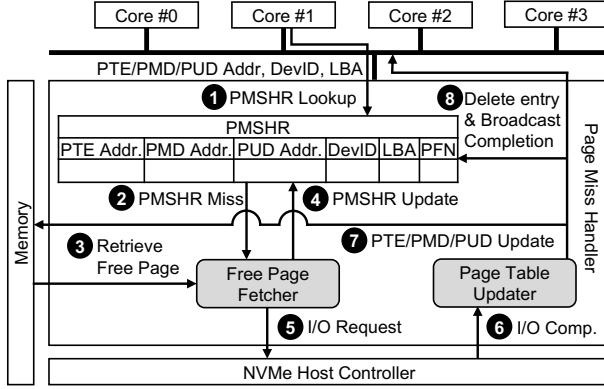 Core #0
Core #1
Core #2
Core #3
PTE/PMD/PUD Addr, DevID, LBA
1 PMSHR Lookup
8 Delete entry
& Broadcast
Completion
PMSHR
PTE Addr. PMD Addr. PUD Addr. DevID LBA PFN
2 PMSHR Miss
4 PMSHR Update
3 Retrieve
Free Page
7 PTE/PMD/PUD Update
Free Page
Fetcher
Page Table
Updater
5 I/O Request
6 I/O Comp.
NVMe Host Controller
Memory
Page Miss Handler